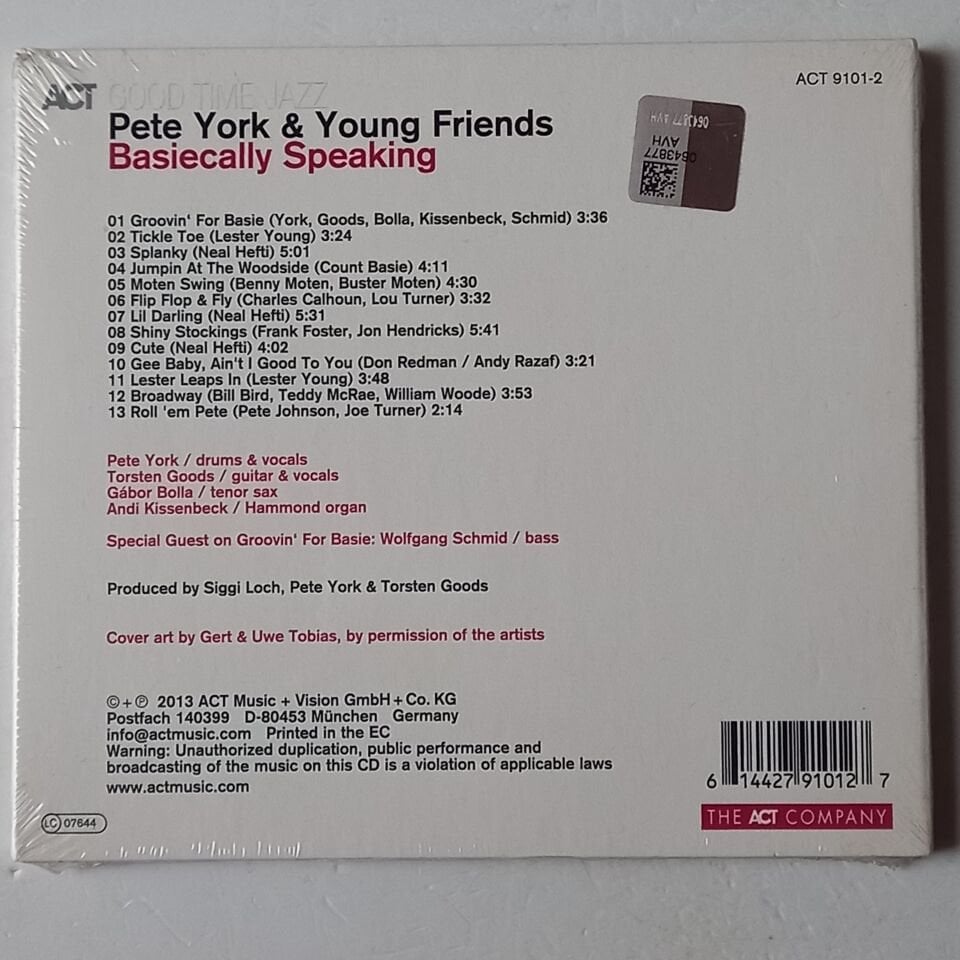 ACT GOOD TIME JAZZ
ACT 9101-2
Pete York & Young Friends
Basiecally Speaking
0643877 AVH
AVH
0643877
01 Groovin' For Basie (York, Goods, Bolla, Kissenbeck, Schmid) 3:36
02 Tickle Toe (Lester Young) 3:24
03 Splanky (Neal Hefti) 5:01
04 Jumpin At The Woodside (Count Basie) 4:11
05 Moten Swing (Benny Moten, Buster Moten) 4:30
06 Flip Flop & Fly (Charles Calhoun, Lou Turner) 3:32
07 Lil Darling (Neal Hefti) 5:31
08 Shiny Stockings (Frank Foster, Jon Hendricks) 5:41
09 Cute (Neal Hefti) 4:02
10 Gee Baby, Ain't I Good To You (Don Redman / Andy Razaf) 3:21
11 Lester Leaps In (Lester Young) 3:48
12 Broadway (Bill Bird, Teddy McRae, William Woode) 3:53
13 Roll 'em Pete (Pete Johnson, Joe Turner) 2:14
Pete York / drums & vocals
Torsten Goods / guitar & vocals
Gábor Bolla / tenor sax
Andi Kissenbeck / Hammond organ
Special Guest on Groovin' For Basie: Wolfgang Schmid / bass
Produced by Siggi Loch, Pete York & Torsten Goods
Cover art by Gert & Uwe Tobias, by permission of the artists
©+℗ 2013 ACT Music + Vision GmbH+Co. KG
Postfach 140399 D-80453 München Germany
info@actmusic.com Printed in the EC
Warning: Unauthorized duplication, public performance and
broadcasting of the music on this CD is a violation of applicable laws
www.actmusic.com
LC 07644
6 14427 91012 7
THE ACT COMPANY